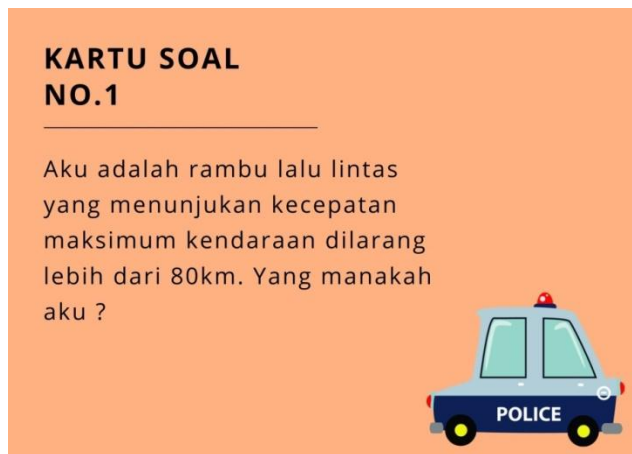 KARTU SOAL
NO.1
Aku adalah rambu lalu lintas
yang menunjukan kecepatan
maksimum kendaraan dilarang
lebih dari 80km. Yang manakah
aku ?
POLICE